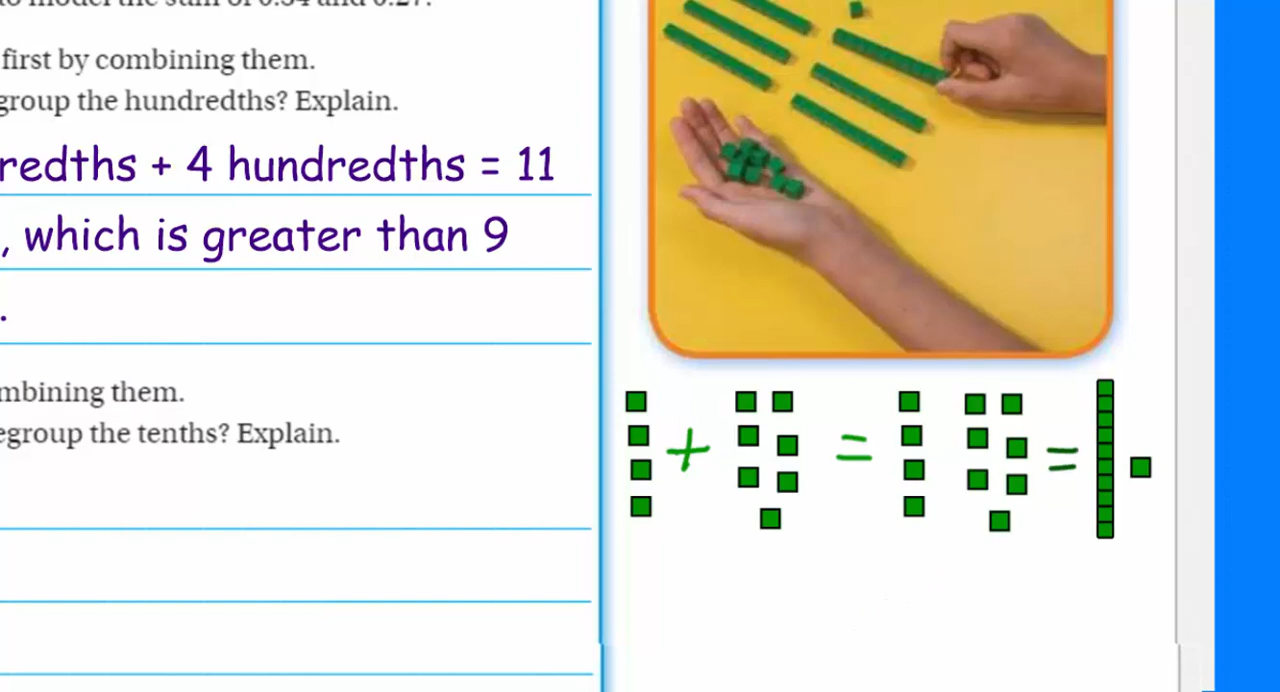 first by combining them.
group the hundredths? Explain.
redths + 4 hundredths = 11
, which is greater than 9
.
mbining them.
egroup the tenths? Explain.
+ = =